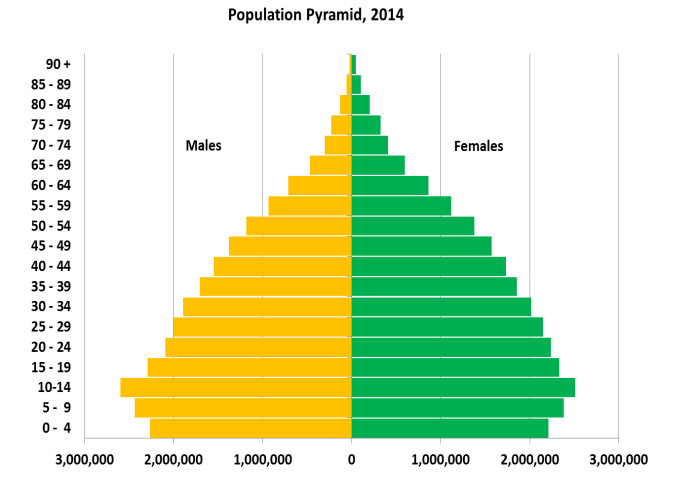 Population Pyramid, 2014
90 +
85 - 89
80 - 84
75 - 79
70 - 74
Males
Females
65 - 69
60 - 64
55 - 59
50 - 54
45 - 49
40 - 44
35 - 39
30 - 34
25 - 29
20 - 24
15 - 19
10-14
5 - 9
0 - 4
3,000,000 2,000,000 1,000,000 0 1,000,000 2,000,000 3,000,000